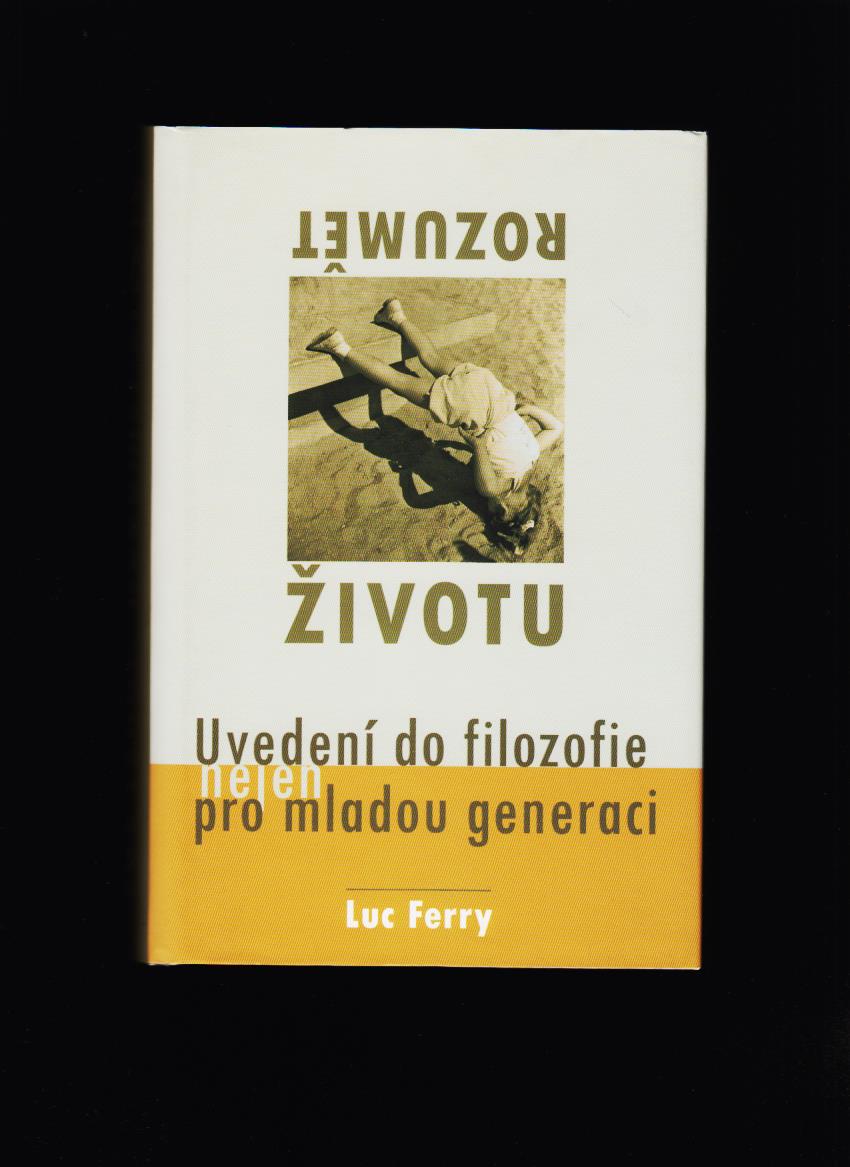 ROZUMĚT
ŽIVOTU
Uvedení do filozofie
nejen
pro mladou generaci
Luc Ferry